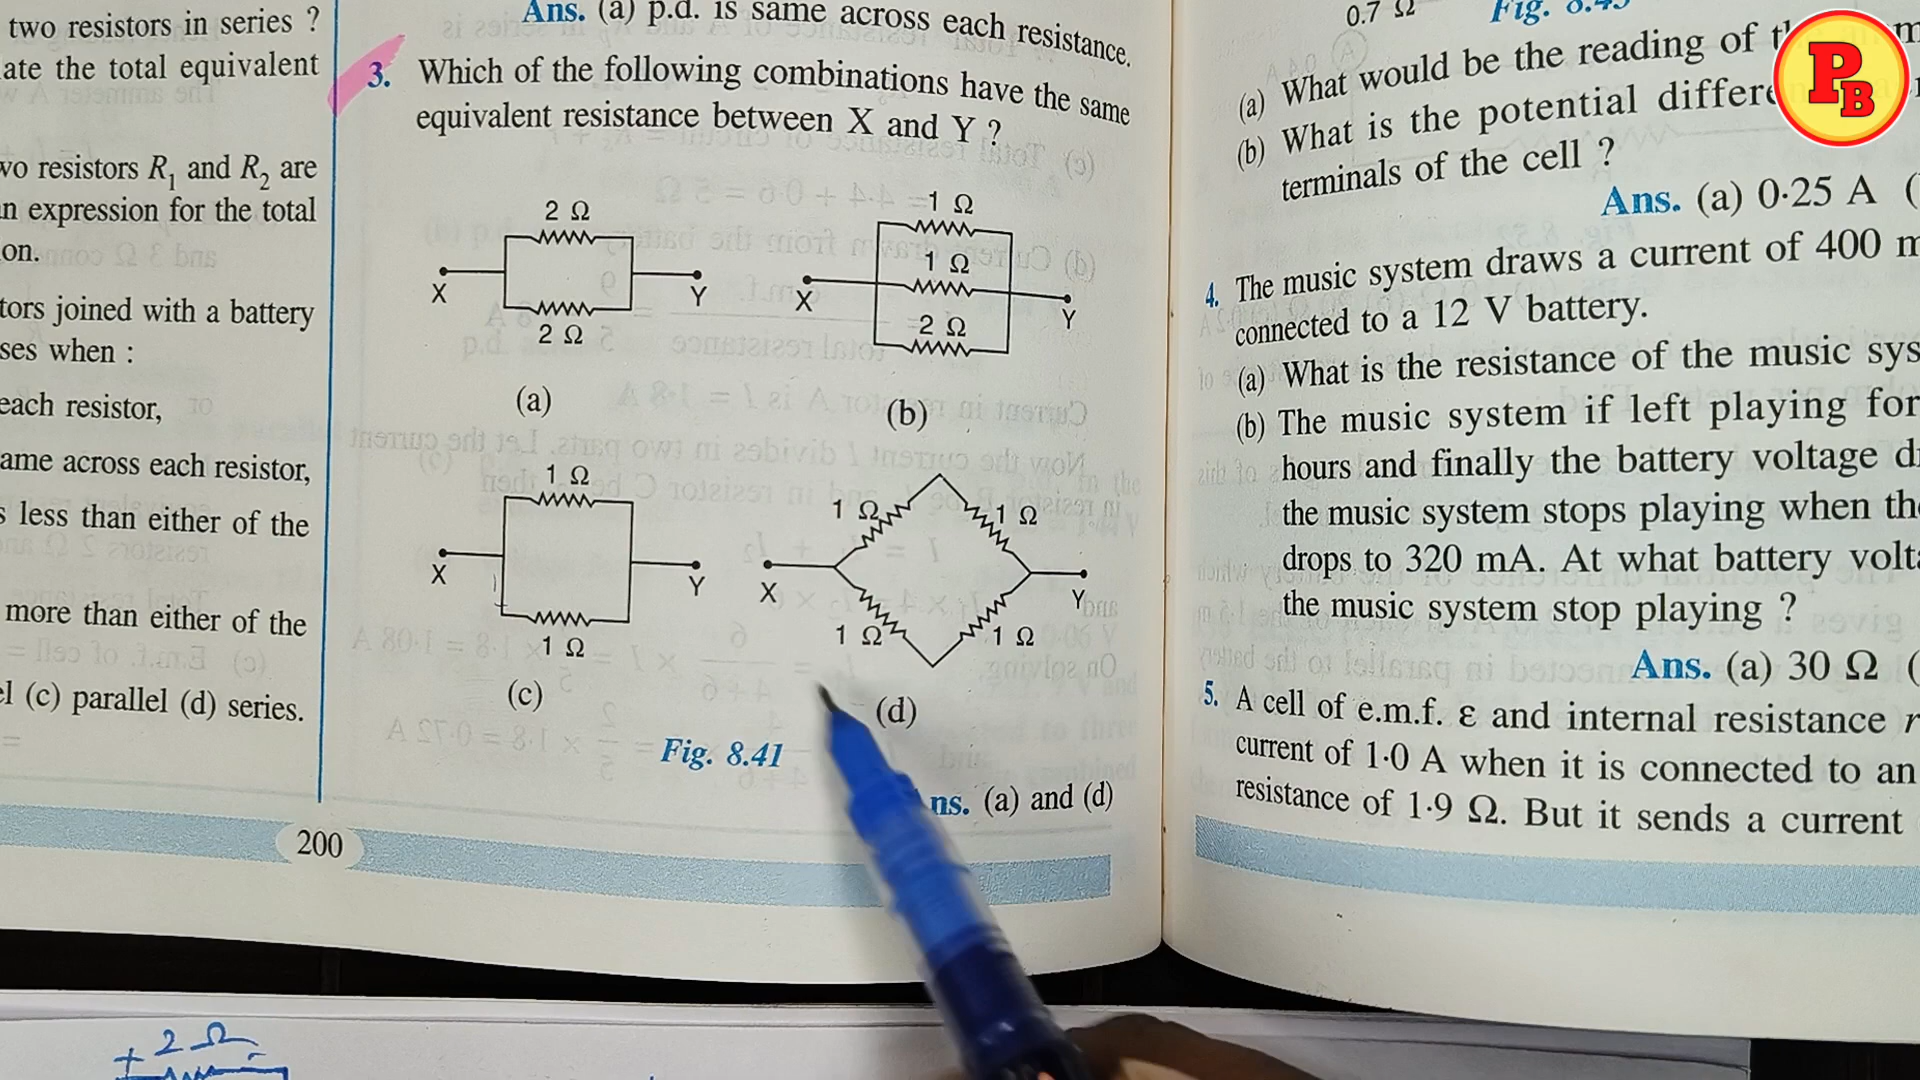 two resistors in series ?
ate the total equivalent
wo resistors R1 and R2 are
n expression for the total
on.
tors joined with a battery
ses when :
each resistor,
ame across each resistor,
s less than either of the
more than either of the
el (c) parallel (d) series.
200
Ans. (a) p.d. is same across each resistance.
3. Which of the following combinations have the same
equivalent resistance between X and Y ?
2 Ω
X
Y
2 Ω
(a)
1 Ω
1 Ω
X
Y
2 Ω
(b)
1 Ω
X
Y
1 Ω
(c)
1 Ω
1 Ω
X
Y
1 Ω
1 Ω
(d)
Fig. 8.41
ns. (a) and (d)
+ 2 Ω
0.7 Ω
Fig.
(a) What would be the reading of
(b) What is the potential differe
terminals of the cell ?
Ans. (a) 0·25 A (
4. The music system draws a current of 400 m
connected to a 12 V battery.
(a) What is the resistance of the music sys
(b) The music system if left playing for
hours and finally the battery voltage d
the music system stops playing when th
drops to 320 mA. At what battery volt
the music system stop playing ?
Ans. (a) 30 Ω (
5. A cell of e.m.f. ε and internal resistance r
current of 1·0 A when it is connected to an
resistance of 1·9 Ω. But it sends a current
PB